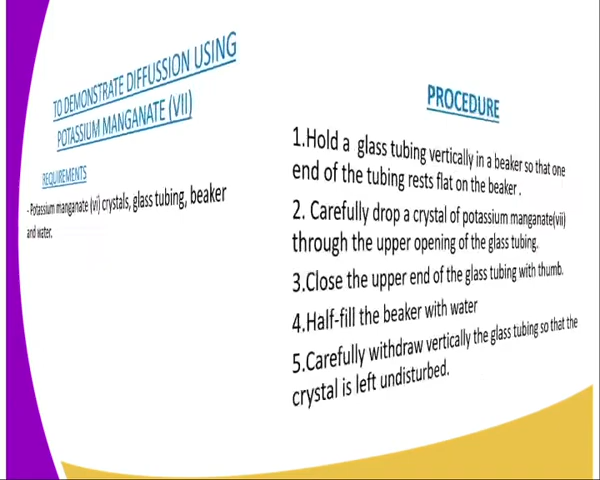 TO DEMONSTRATE DIFFUSSION USING
POTASSIUM MANGANATE (VII)
REQUIREMENTS
- Potassium manganate (vi) crystals, glass tubing, beaker
and water.
PROCEDURE
1.Hold a glass tubing vertically in a beaker so that one
end of the tubing rests flat on the beaker .
2. Carefully drop a crystal of potassium manganate(vii)
through the upper opening of the glass tubing.
3.Close the upper end of the glass tubing with thumb.
4.Half-fill the beaker with water
5.Carefully withdraw vertically the glass tubing so that the
crystal is left undisturbed.